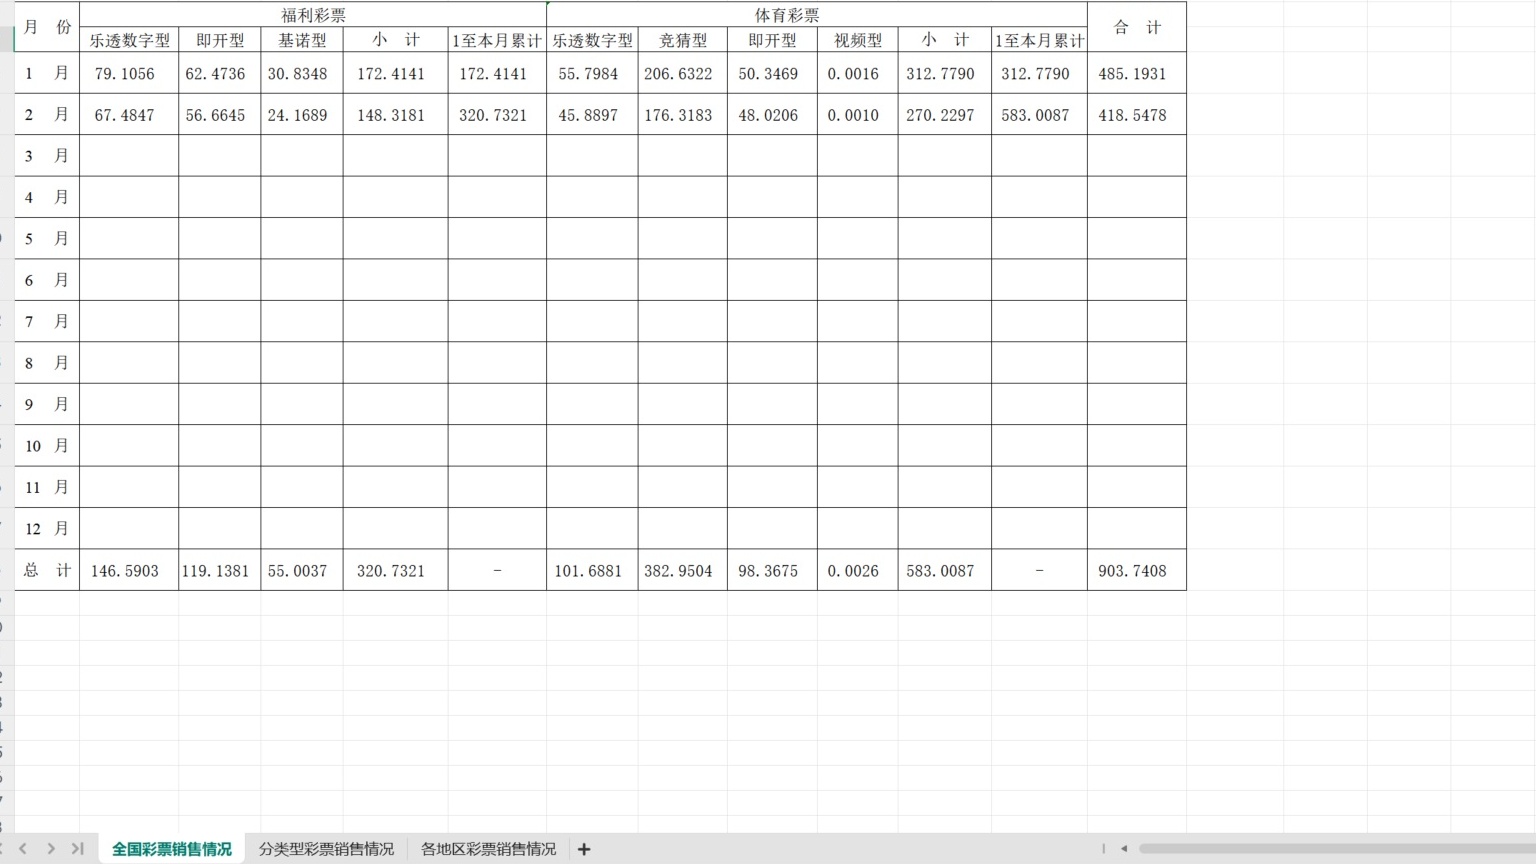 月 份 福利彩票 体育彩票 合 计
乐透数字型 即开型 基诺型 小 计 1至本月累计 乐透数字型 竞猜型 即开型 视频型 小 计 1至本月累计
1 月 79.1056 62.4736 30.8348 172.4141 172.4141 55.7984 206.6322 50.3469 0.0016 312.7790 312.7790 485.1931
2 月 67.4847 56.6645 24.1689 148.3181 320.7321 45.8897 176.3183 48.0206 0.0010 270.2297 583.0087 418.5478
3 月
4 月
5 月
6 月
7 月
8 月
9 月
10 月
11 月
12 月
总 计 146.5903 119.1381 55.0037 320.7321 － 101.6881 382.9504 98.3675 0.0026 583.0087 － 903.7408
全国彩票销售情况 分类型彩票销售情况 各地区彩票销售情况 +